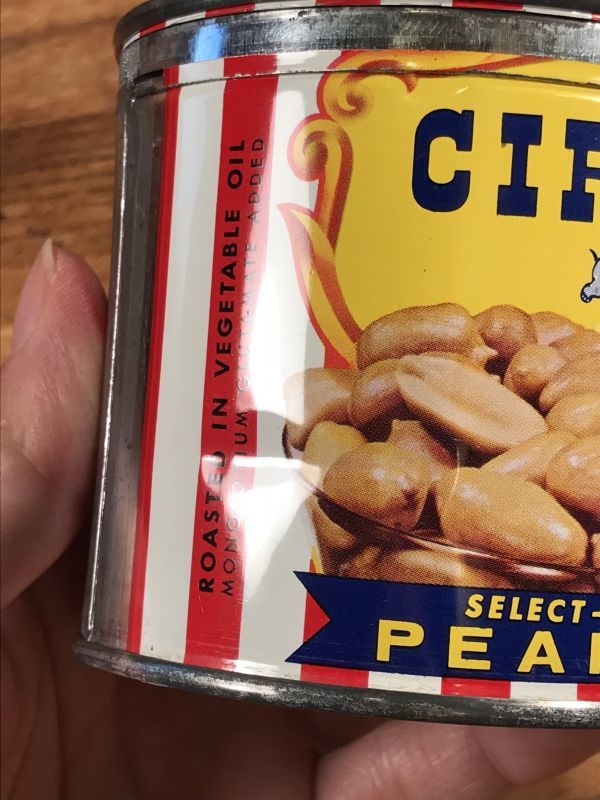 CIR
SELECT-
PEA
ROASTED IN VEGETABLE OIL
MONOSODIUM GLUTAMATE ADDED